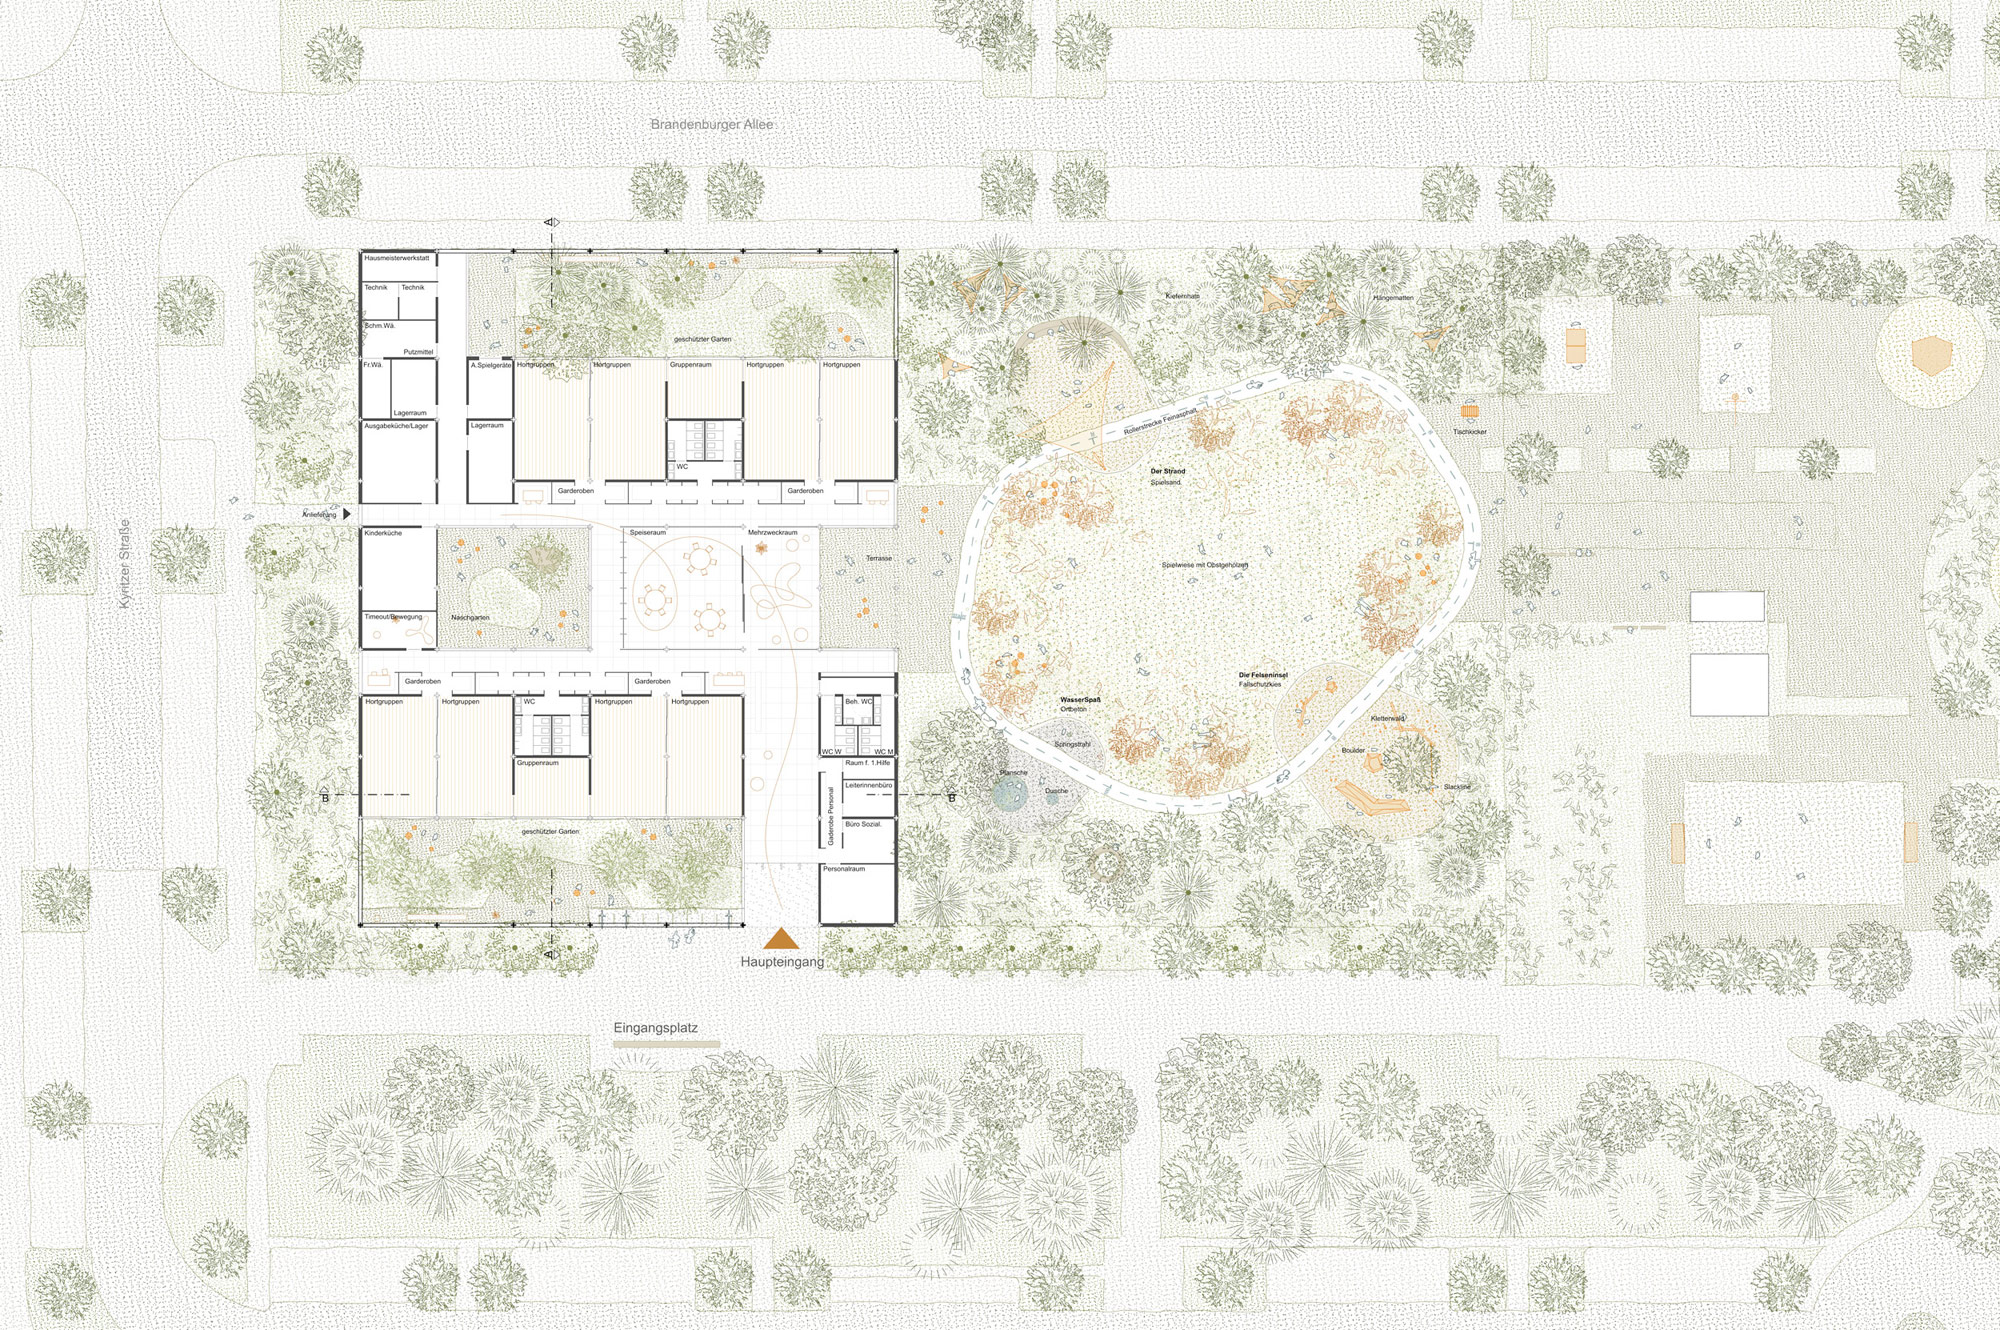 Brandenburger Allee
Kyritzer Straße
A
Hausmeisterwerkstatt
Technik
Technik
Schm.Wä.
Putzmittel
Fr.Wä.
Lagerraum
A.Spielgeräte
Hortgruppen
Hortgruppen
Gruppenraum
Hortgruppen
Hortgruppen
geschützter Garten
Ausgabeküche/Lager
Lagerraum
WC
Garderoben
Garderoben
Anlieferung
Kinderküche
Speiseraum
Mehrzweckraum
Terrasse
Timeout/Bewegung
Naschgarten
Garderoben
Garderoben
Hortgruppen
Hortgruppen
WC
Hortgruppen
Hortgruppen
Gruppenraum
Beh. WC
WC W
WC M
Raum f. 1.Hilfe
Leiterinnenbüro
Gaderobe Personal
Büro Sozial.
Personalraum
B
B
geschützter Garten
A
Haupteingang
Eingangsplatz
Kiefernhain
Hängematten
Rollerstrecke Feinasphalt
Tischkicker
Der Strand
Spielsand
Spielwiese mit Obstgehölzen
Die Felseninsel
Fallschutzkies
WasserSpaß
Ortbeton
Springstrahl
Plansche
Dusche
Kletterwald
Boulder
Slackline